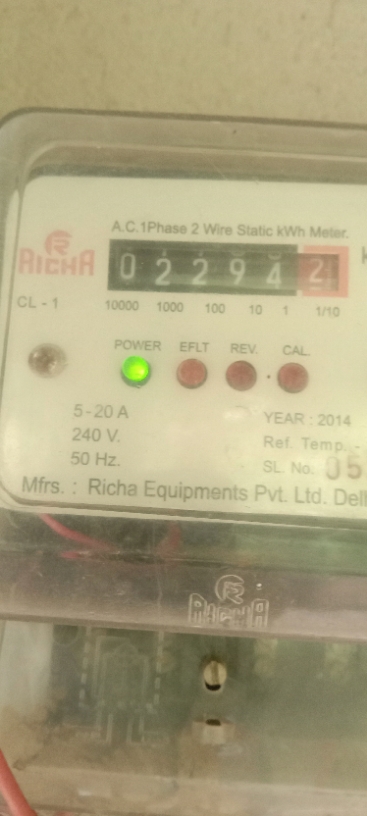 A.C.1Phase 2 Wire Static kWh Meter.
RICHA
0 2 2 9 4 2
CL - 1
10000 1000 100 10 1 1/10
POWER EFLT REV. CAL.
5-20 A
240 V.
50 Hz.
YEAR : 2014
Ref. Temp. -
SL. No. 05
Mfrs. : Richa Equipments Pvt. Ltd.
RICHA